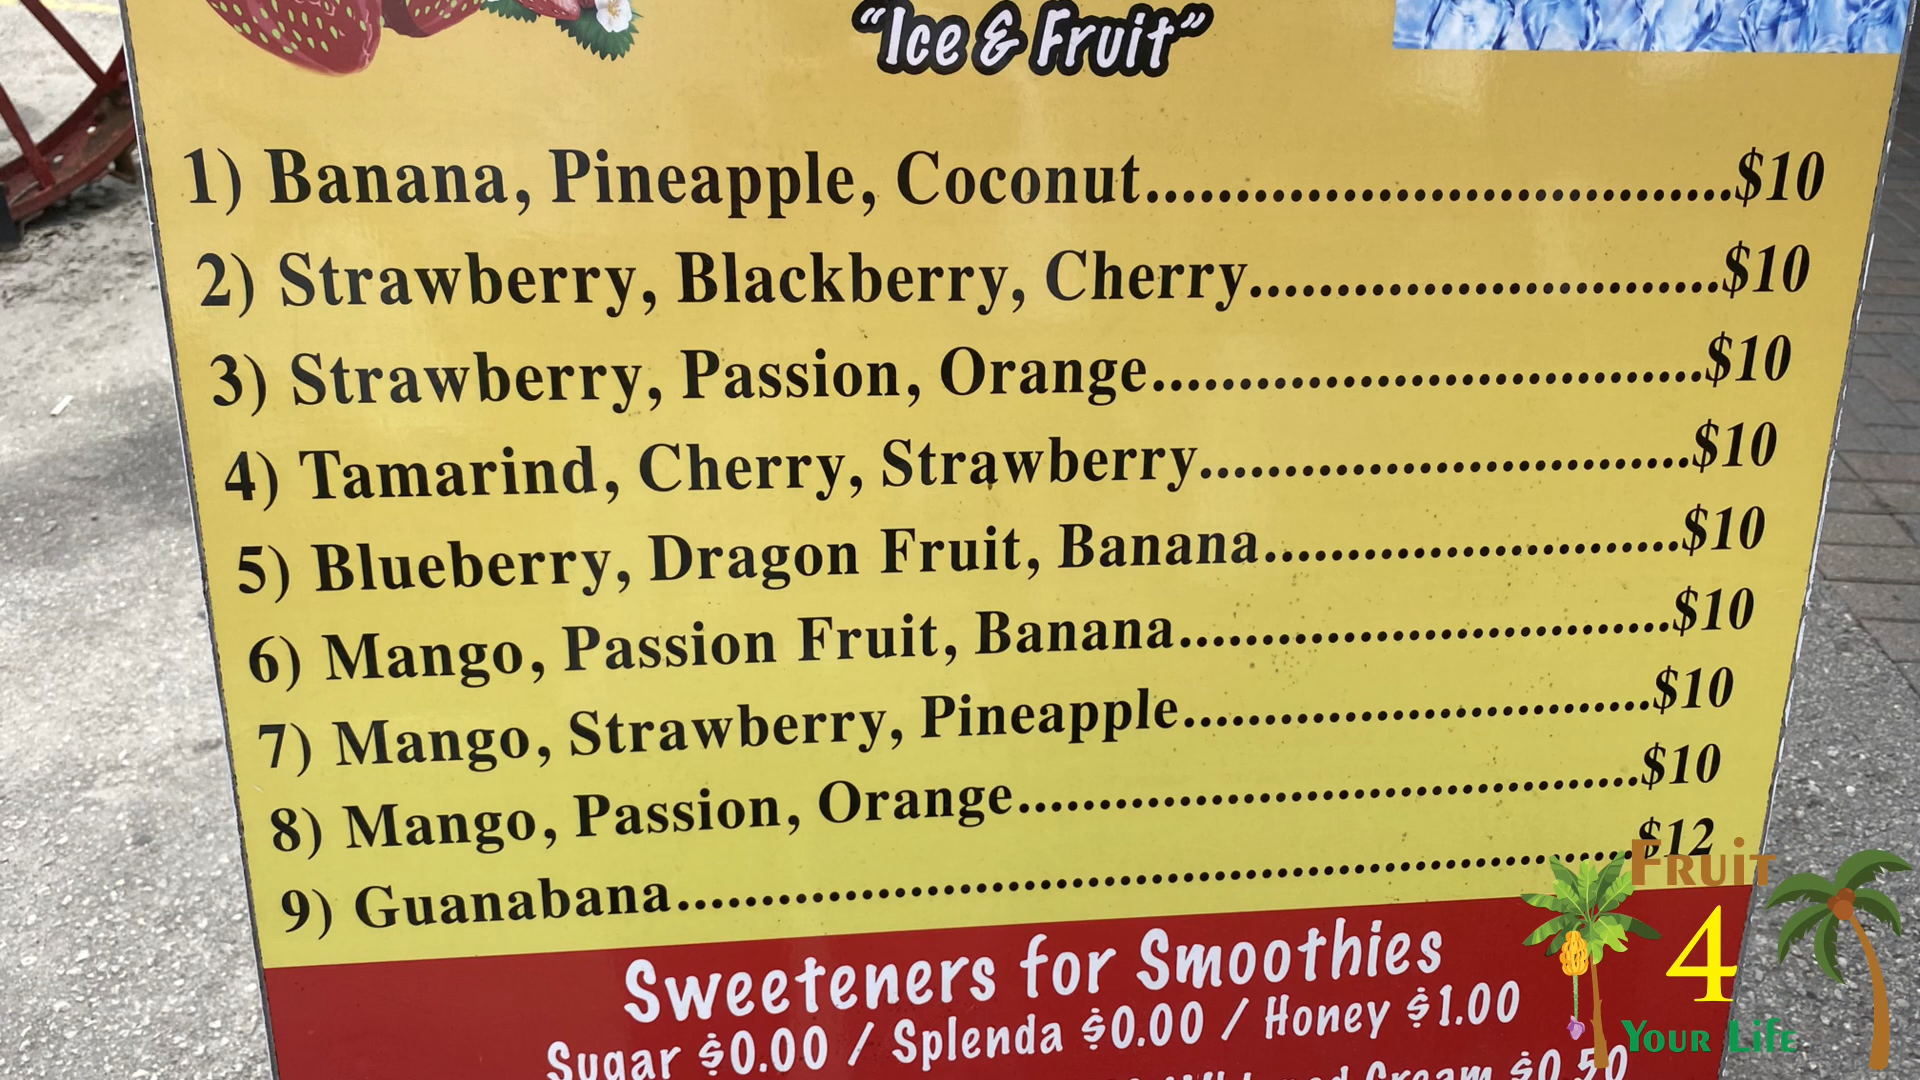 "Ice & Fruit"
1) Banana, Pineapple, Coconut.................................$10
2) Strawberry, Blackberry, Cherry...........................$10
3) Strawberry, Passion, Orange................................$10
4) Tamarind, Cherry, Strawberry............................$10
5) Blueberry, Dragon Fruit, Banana........................$10
6) Mango, Passion Fruit, Banana............................$10
7) Mango, Strawberry, Pineapple...........................$10
8) Mango, Passion, Orange....................................$10
9) Guanabana........................................................$12
Sweeteners for Smoothies
Sugar $0.00 / Splenda $0.00 / Honey $1.00
Cream $0.50
Fruit
4
Your Life